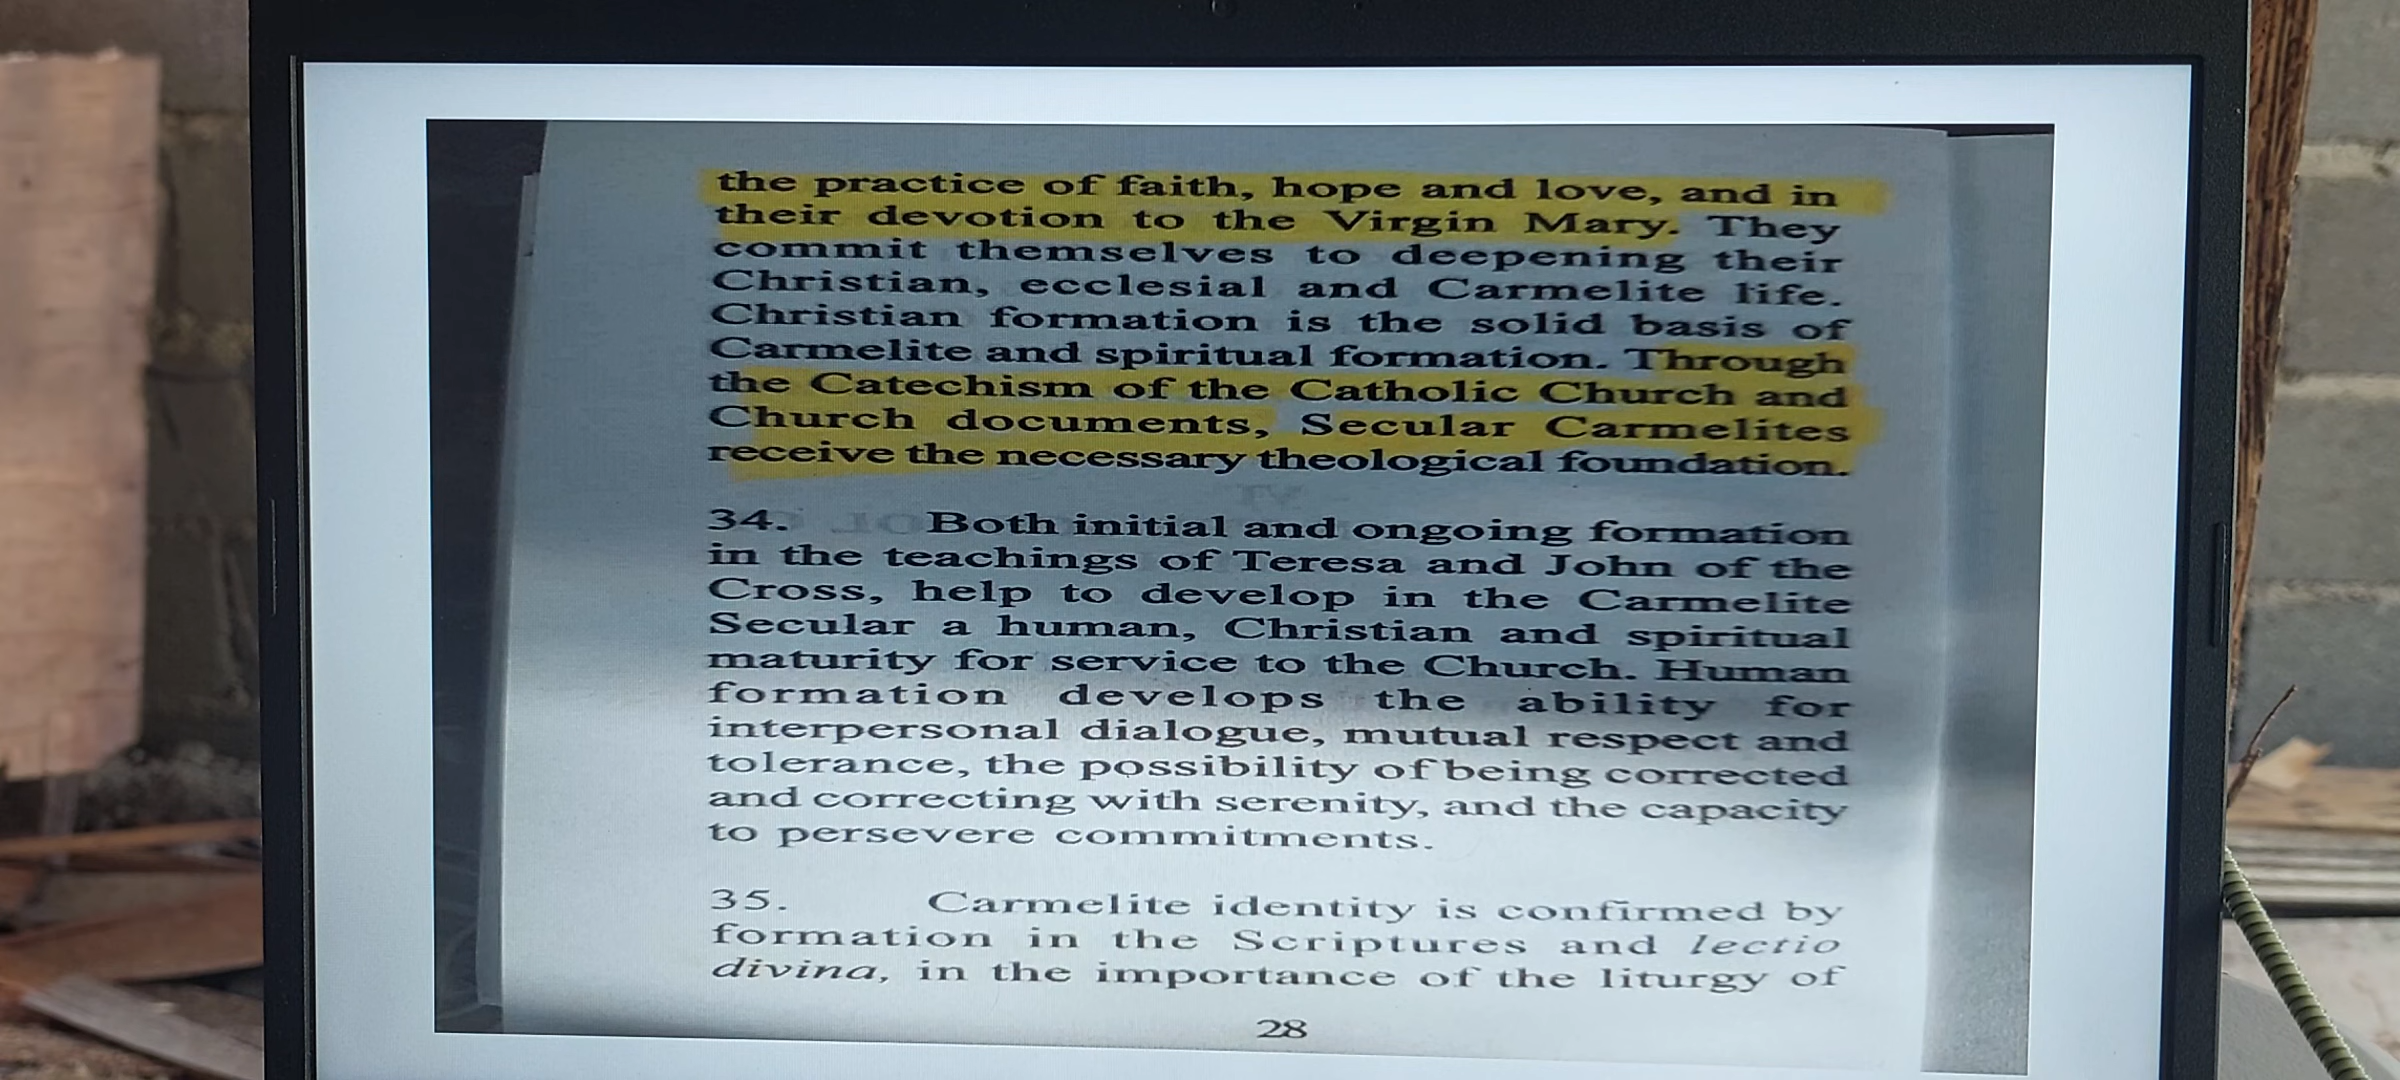 the practice of faith, hope and love, and in
their devotion to the Virgin Mary. They
commit themselves to deepening their
Christian, ecclesial and Carmelite life.
Christian formation is the solid basis of
Carmelite and spiritual formation. Through
the Catechism of the Catholic Church and
Church documents, Secular Carmelites
receive the necessary theological foundation.
34. Both initial and ongoing formation
in the teachings of Teresa and John of the
Cross, help to develop in the Carmelite
Secular a human, Christian and spiritual
maturity for service to the Church. Human
formation develops the ability for
interpersonal dialogue, mutual respect and
tolerance, the possibility of being corrected
and correcting with serenity, and the capacity
to persevere commitments.
35. Carmelite identity is confirmed by
formation in the Scriptures and lectio
divina, in the importance of the liturgy of
28